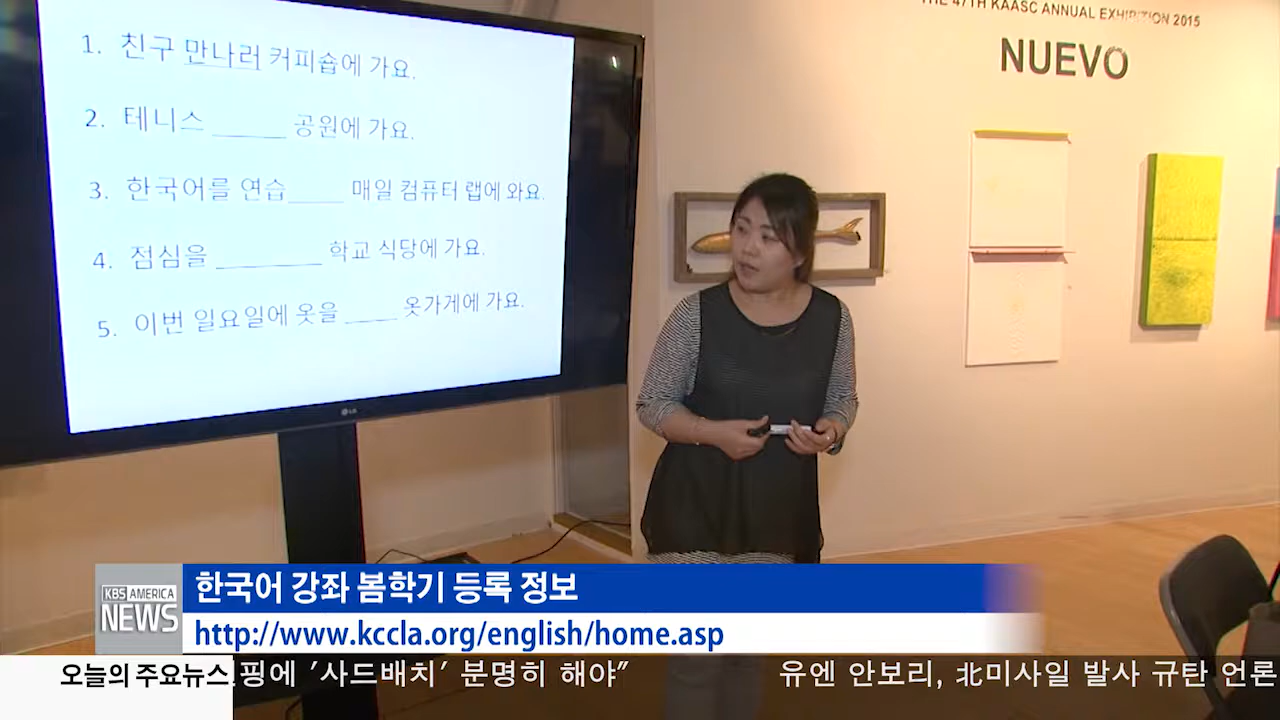 1. 친구 만나러 커피숍에 가요.
2. 테니스 ______ 공원에 가요.
3. 한국어를 연습_____ 매일 컴퓨터 랩에 와요.
4. 점심을 _________ 학교 식당에 가요.
5. 이번 일요일에 옷을 _____ 옷가게에 가요.
LG
THE 47TH KAASC ANNUAL EXHIBITION 2015
NUEVO
KBS AMERICA
NEWS
한국어 강좌 봄학기 등록 정보
http://www.kccla.org/english/home.asp
오늘의 주요뉴스 핑에 '사드배치' 분명히 해야” 유엔 안보리, 北미사일 발사 규탄 언론